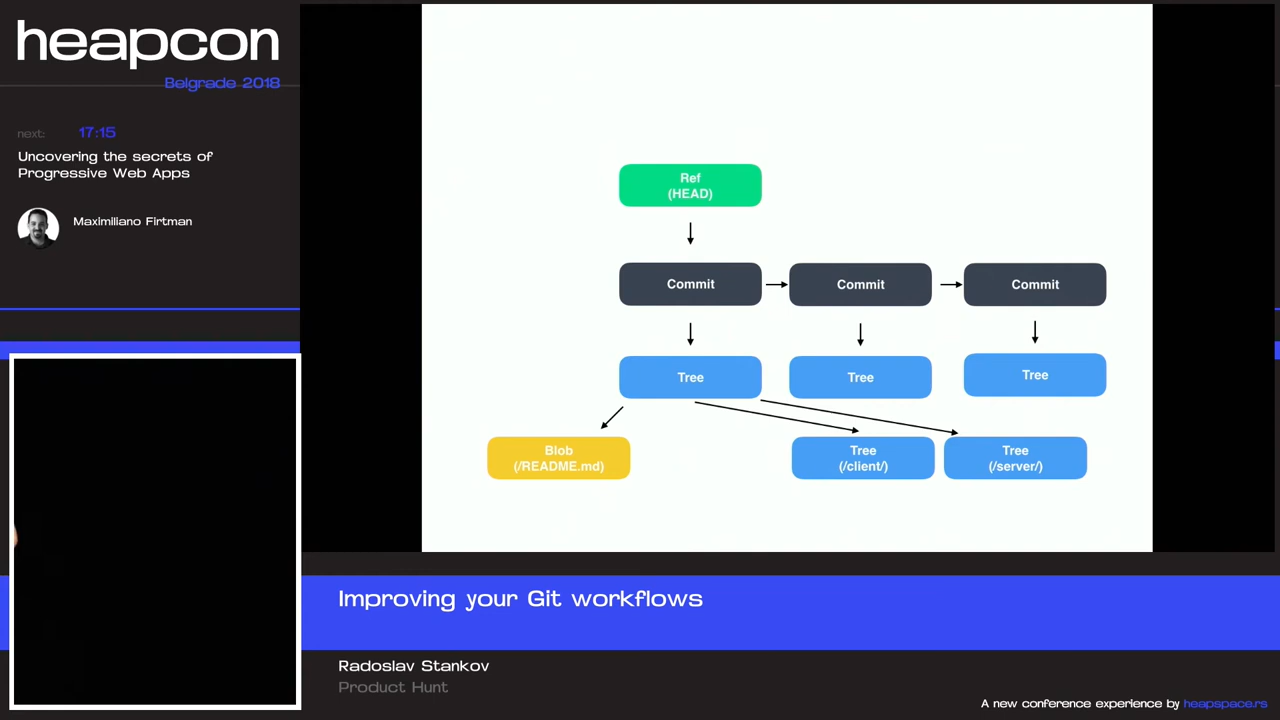 heapcon
Belgrade 2018
next: 17:15
Uncovering the secrets of
Progressive Web Apps
Maximiliano Firtman
Ref
(HEAD)
Commit
Commit
Commit
Tree
Tree
Tree
Blob
(/README.md)
Tree
(/client/)
Tree
(/server/)
Improving your Git workflows
Radoslav Stankov
Product Hunt
A new conference experience by heapspace.rs